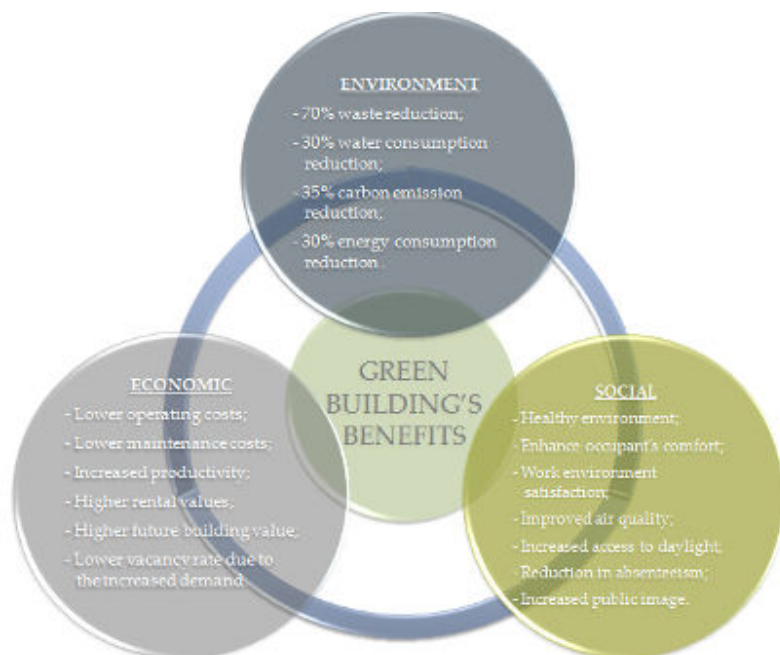 ENVIRONMENT
- 70% waste reduction;
- 30% water consumption
reduction;
- 35% carbon emission
reduction;
- 30% energy consumption
reduction.
GREEN
BUILDING'S
BENEFITS
ECONOMIC
- Lower operating costs;
- Lower maintenance costs;
- Increased productivity;
- Higher rental values;
- Higher future building value;
- Lower vacancy rate due to
the increased demand.
SOCIAL
- Healthy environment;
- Enhance occupant's comfort;
- Work environment
satisfaction;
- Improved air quality;
- Increased access to daylight;
- Reduction in absenteeism;
- Increased public image.